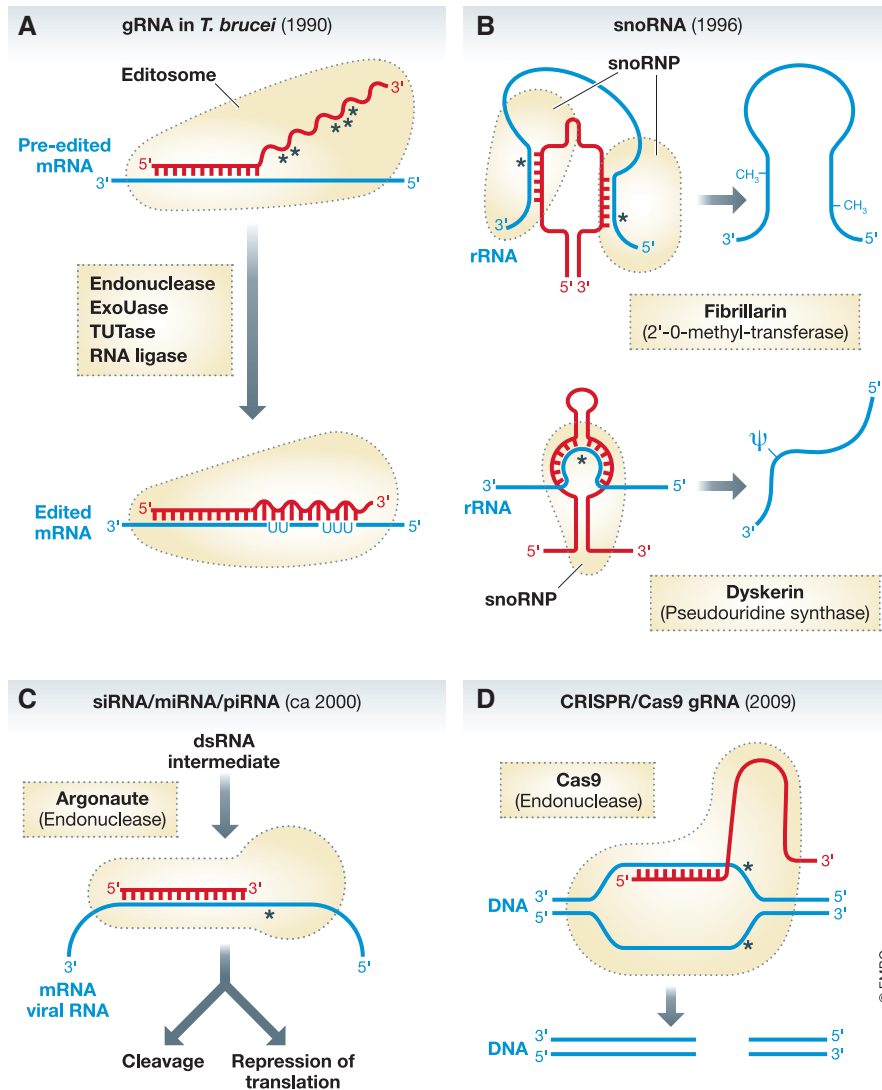 A gRNA in T. brucei (1990)
Editosome
3'
**
**
*
Pre-edited
mRNA
5'
3'
5'
Endonuclease
ExoUase
TUTase
RNA ligase
Edited
mRNA
5'
3'
3'
UU
UUU
5'
B snoRNA (1996)
snoRNP
*
*
3'
5'
rRNA
5' 3'
CH3
CH3
3'
5'
Fibrillarin
(2'-0-methyl-transferase)
*
3'
5'
rRNA
5'
3'
snoRNP
5'
ψ
3'
Dyskerin
(Pseudouridine synthase)
C siRNA/miRNA/piRNA (ca 2000)
dsRNA
intermediate
Argonaute
(Endonuclease)
5'
3'
*
3'
5'
mRNA
viral RNA
Cleavage
Repression of
translation
D CRISPR/Cas9 gRNA (2009)
Cas9
(Endonuclease)
*
3'
5'
DNA
3'
5'
5'
3'
*
DNA
3'
5'
5'
3'